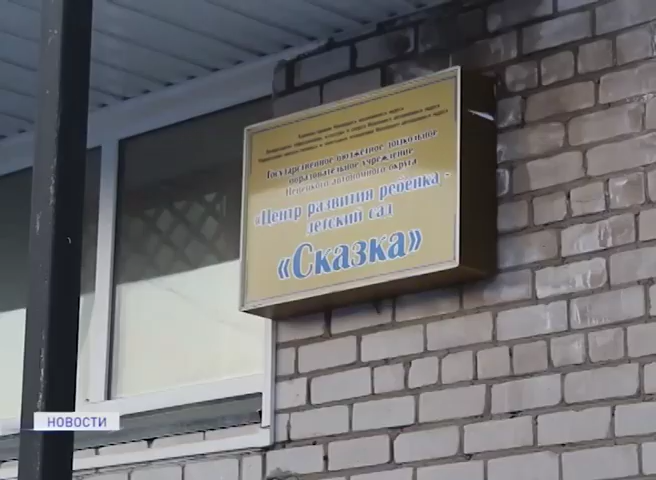 Государственное бюджетное дошкольное
образовательное учреждение
Ненецкого автономного округа
«Центр развития ребенка -
детский сад
«Сказка»
НОВОСТИ